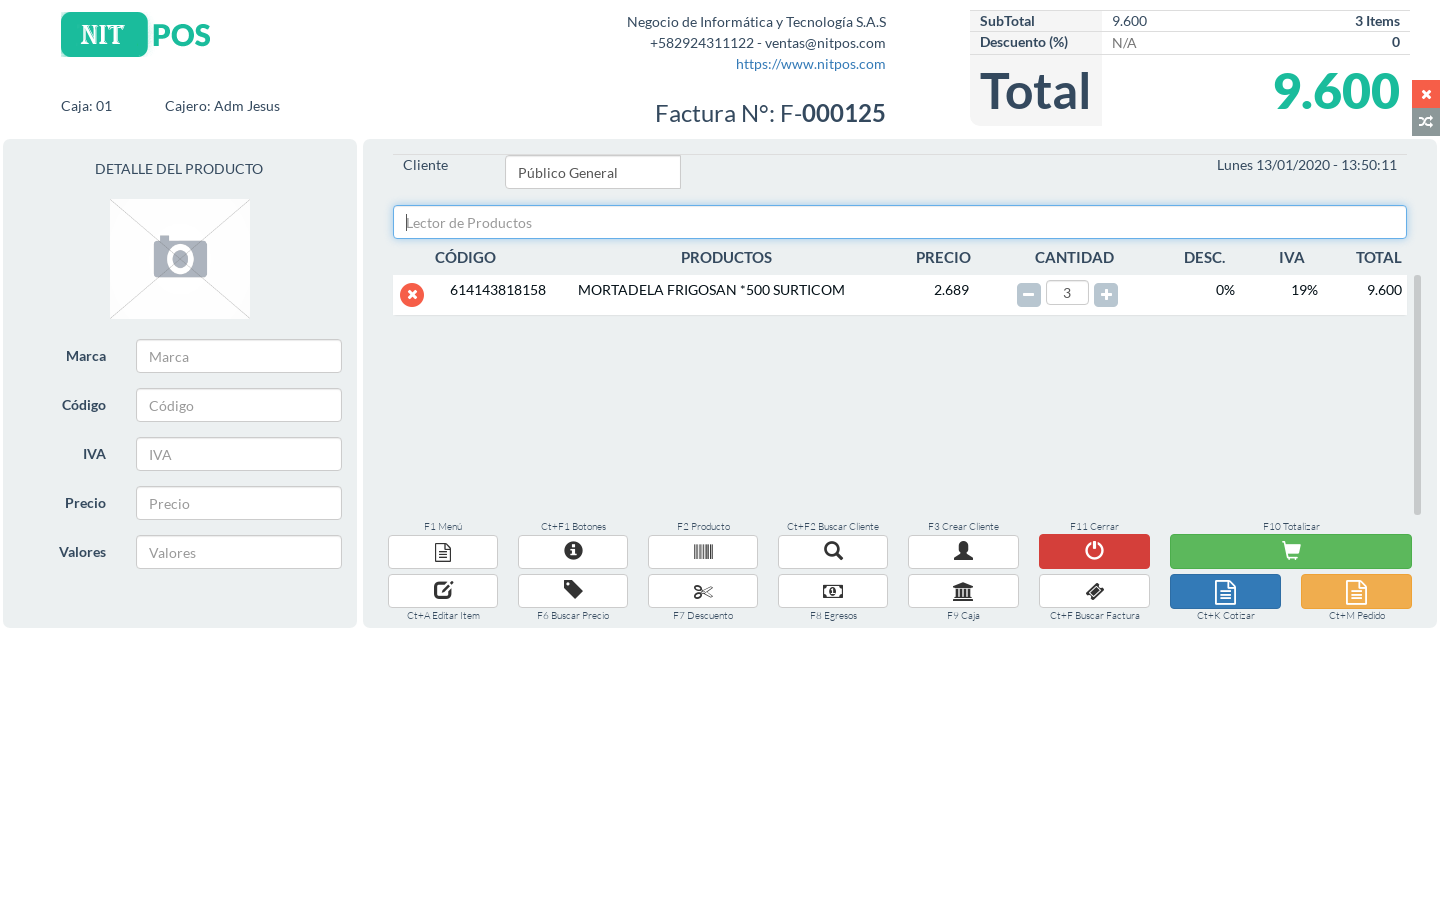 NIT POS
Negocio de Informática y Tecnología S.A.S
+582924311122 - ventas@nitpos.com
https://www.nitpos.com
Caja: 01 Cajero: Adm Jesus
Factura N°: F-000125
SubTotal 9.600 3 Items
Descuento (%) N/A 0
Total 9.600
DETALLE DEL PRODUCTO
Marca Marca
Código Código
IVA IVA
Precio Precio
Valores Valores
Cliente Público General Lunes 13/01/2020 - 13:50:11
Lector de Productos
CÓDIGO PRODUCTOS PRECIO CANTIDAD DESC. IVA TOTAL
614143818158 MORTADELA FRIGOSAN *500 SURTICOM 2.689 3 0% 19% 9.600
F1 Menú Ct+F1 Botones F2 Producto Ct+F2 Buscar Cliente F3 Crear Cliente F11 Cerrar F10 Totalizar
Ct+A Editar Item F6 Buscar Precio F7 Descuento F8 Egresos F9 Caja Ct+F Buscar Factura Ct+K Cotizar Ct+M Pedido